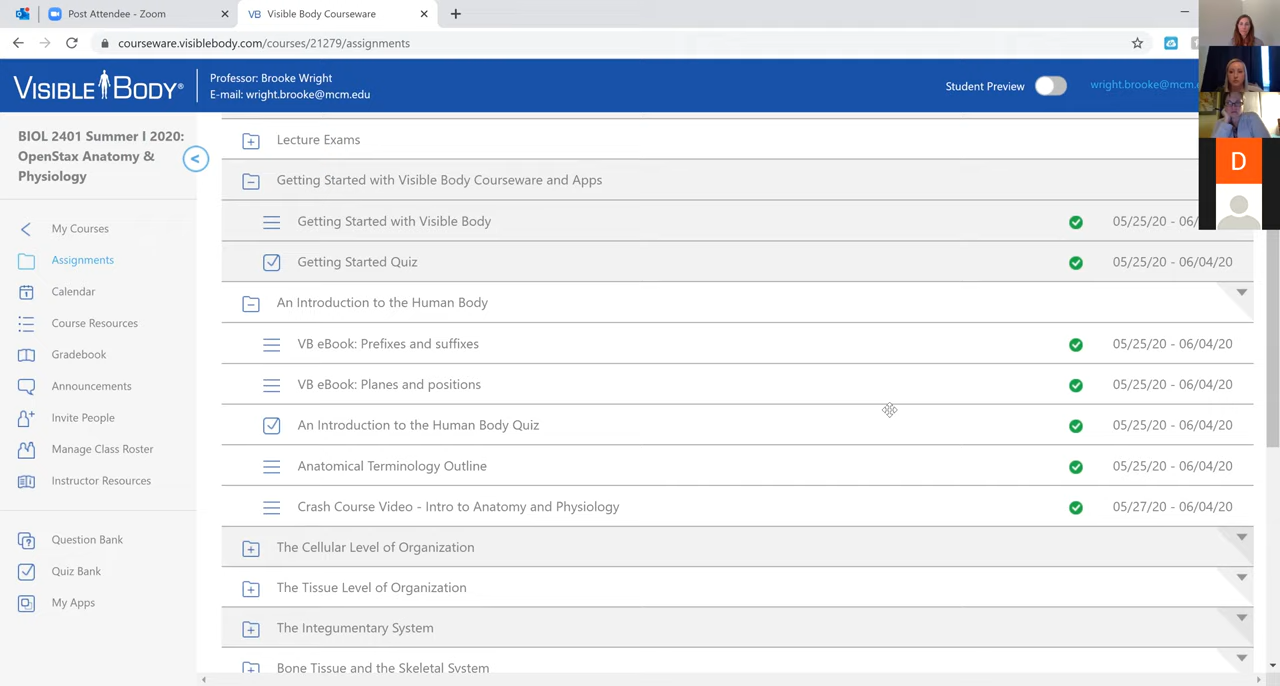 Post Attendee - Zoom
VB Visible Body Courseware
courseware.visiblebody.com/courses/21279/assignments
VISIBLE BODY®
Professor: Brooke Wright
E-mail: wright.brooke@mcm.edu
Student Preview
wright.brooke@mcm.
D
BIOL 2401 Summer I 2020:
OpenStax Anatomy &
Physiology
My Courses
Assignments
Calendar
Course Resources
Gradebook
Announcements
Invite People
Manage Class Roster
Instructor Resources
Question Bank
Quiz Bank
My Apps
Lecture Exams
Getting Started with Visible Body Courseware and Apps
Getting Started with Visible Body 05/25/20 - 06/
Getting Started Quiz 05/25/20 - 06/04/20
An Introduction to the Human Body
VB eBook: Prefixes and suffixes 05/25/20 - 06/04/20
VB eBook: Planes and positions 05/25/20 - 06/04/20
An Introduction to the Human Body Quiz 05/25/20 - 06/04/20
Anatomical Terminology Outline 05/25/20 - 06/04/20
Crash Course Video - Intro to Anatomy and Physiology 05/27/20 - 06/04/20
The Cellular Level of Organization
The Tissue Level of Organization
The Integumentary System
Bone Tissue and the Skeletal System